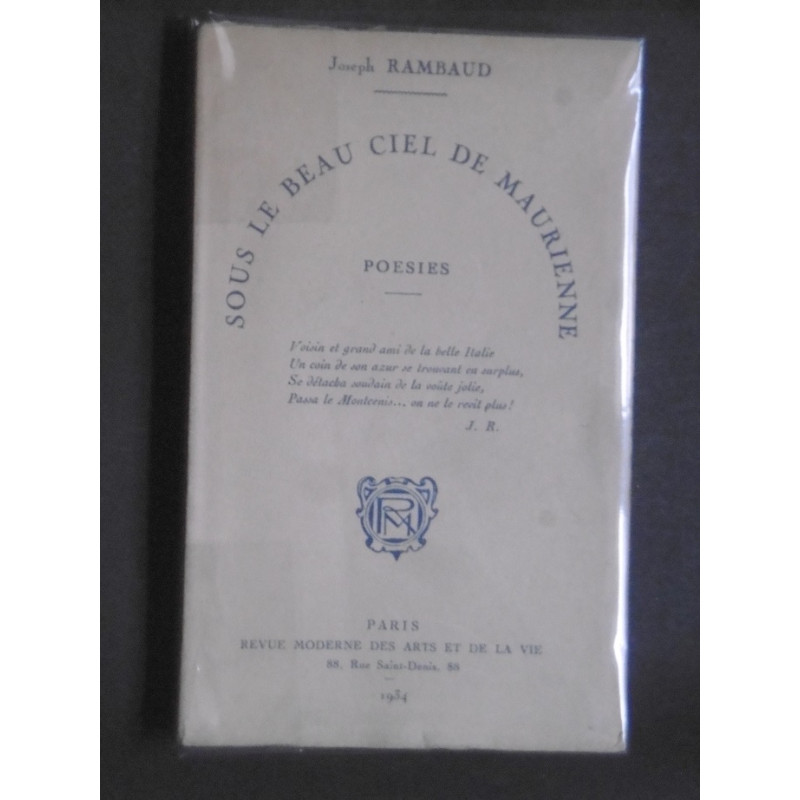 Joseph RAMBAUD
SOUS LE BEAU CIEL DE MAURIENNE
POESIES
Voisin et grand ami de la belle Italie
Un coin de son azur se trouvant en surplus,
Se détacha soudain de la voûte jolie,
Passa le Montcenis... on ne le revit plus!
J. R.
RM
PARIS
REVUE MODERNE DES ARTS ET DE LA VIE
88, Rue Saint-Denis, 88
1934